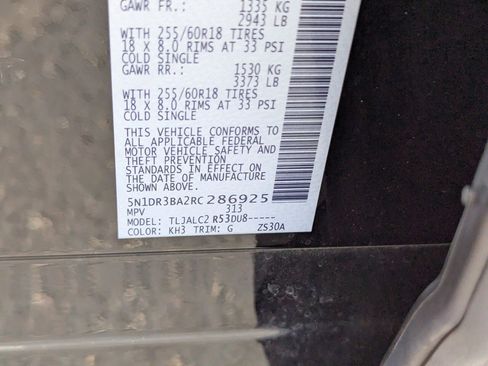 GAWR FR.: 1335 KG
2943 LB
WITH 255/60R18 TIRES
18 X 8.0 RIMS AT 33 PSI
COLD SINGLE
GAWR RR.: 1530 KG
3373 LB
WITH 255/60R18 TIRES
18 X 8.0 RIMS AT 33 PSI
COLD SINGLE
THIS VEHICLE CONFORMS TO
ALL APPLICABLE FEDERAL
MOTOR VEHICLE SAFETY AND
THEFT PREVENTION
STANDARDS IN EFFECT ON
THE DATE OF MANUFACTURE
SHOWN ABOVE.
5N1DR3BA2RC286925
MPV 313
MODEL: TLJALC2 R53DU8-----
COLOR: KH3 TRIM: G ZS30A